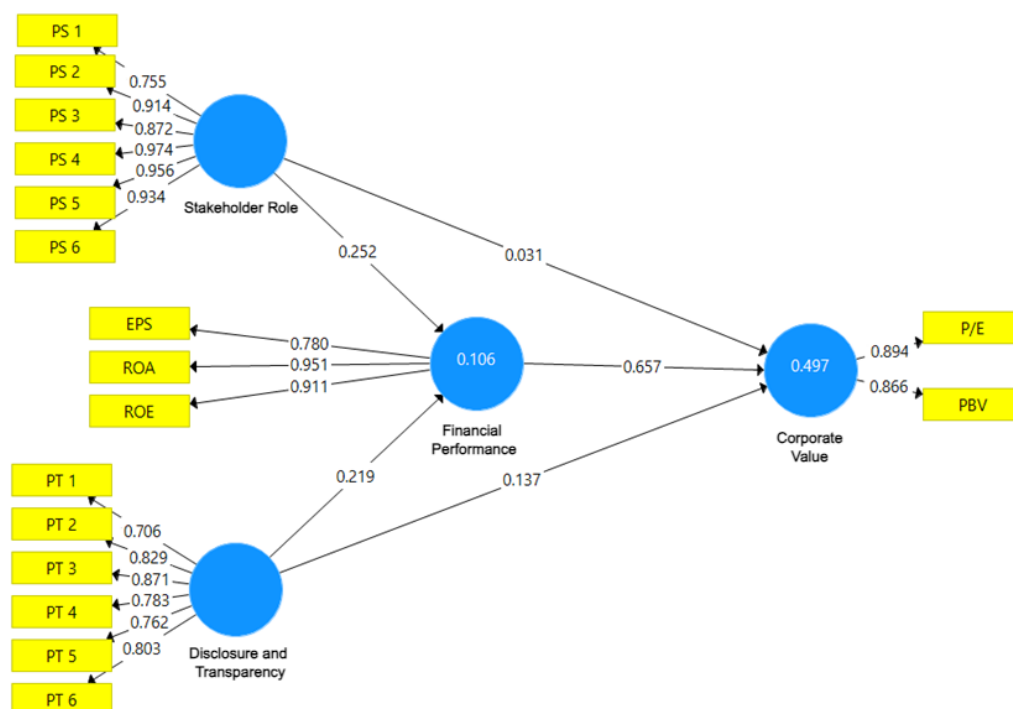 PS 1
PS 2
PS 3
PS 4
PS 5
PS 6
0.755
0.914
0.872
0.974
0.956
0.934
Stakeholder Role
0.252
0.031
EPS
ROA
ROE
0.780
0.951
0.911
0.106
Financial
Performance
0.657
0.497
Corporate
Value
0.894
0.866
P/E
PBV
0.219
0.137
PT 1
PT 2
PT 3
PT 4
PT 5
PT 6
0.706
0.829
0.871
0.783
0.762
0.803
Disclosure and
Transparency